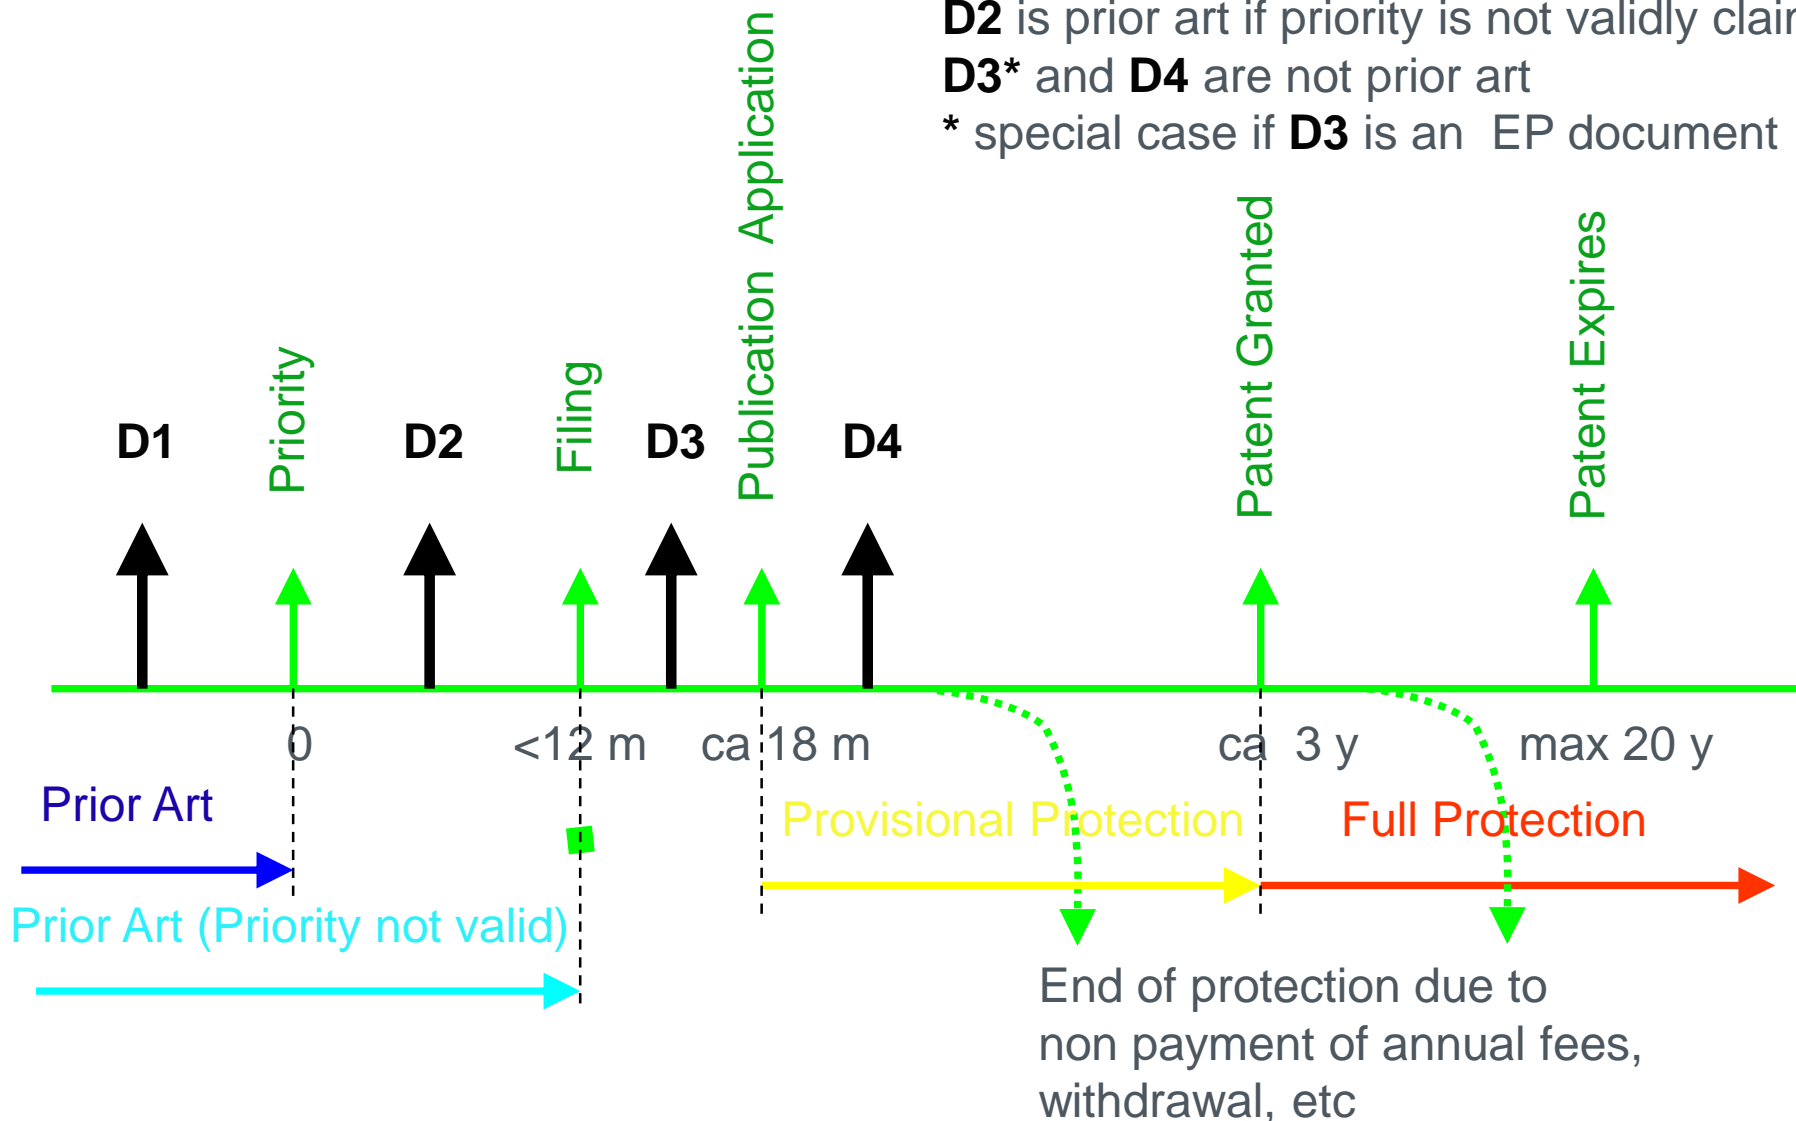 D2 is prior art if priority is not validly
D3* and D4 are not prior art
* special case if D3 is an EP document
Publication Application
Patent Granted
Patent Expires
Priority
Filing
D1
D2
D3
D4
0
<12 m
ca 18 m
ca 3 y
max 20 y
Prior Art
Provisional Protection
Full Protection
Prior Art (Priority not valid)
End of protection due to
non payment of annual fees,
withdrawal, etc